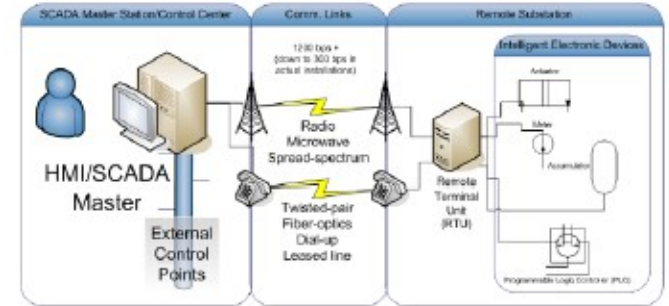 SCADA Master Station/Control Center
Comm. Links
Remote Substation
1200 bps +
(down to 300 bps in
actual installations)
Intelligent Electronic Devices
Actuator
Meter
Accumulator
Radio
Microwave
Spread-spectrum
HMI/SCADA
Master
Remote
Terminal
Unit
(RTU)
Twisted-pair
Fiber-optics
Dial-up
Leased line
External
Control
Points
Programmable Logic Controller (PLC)